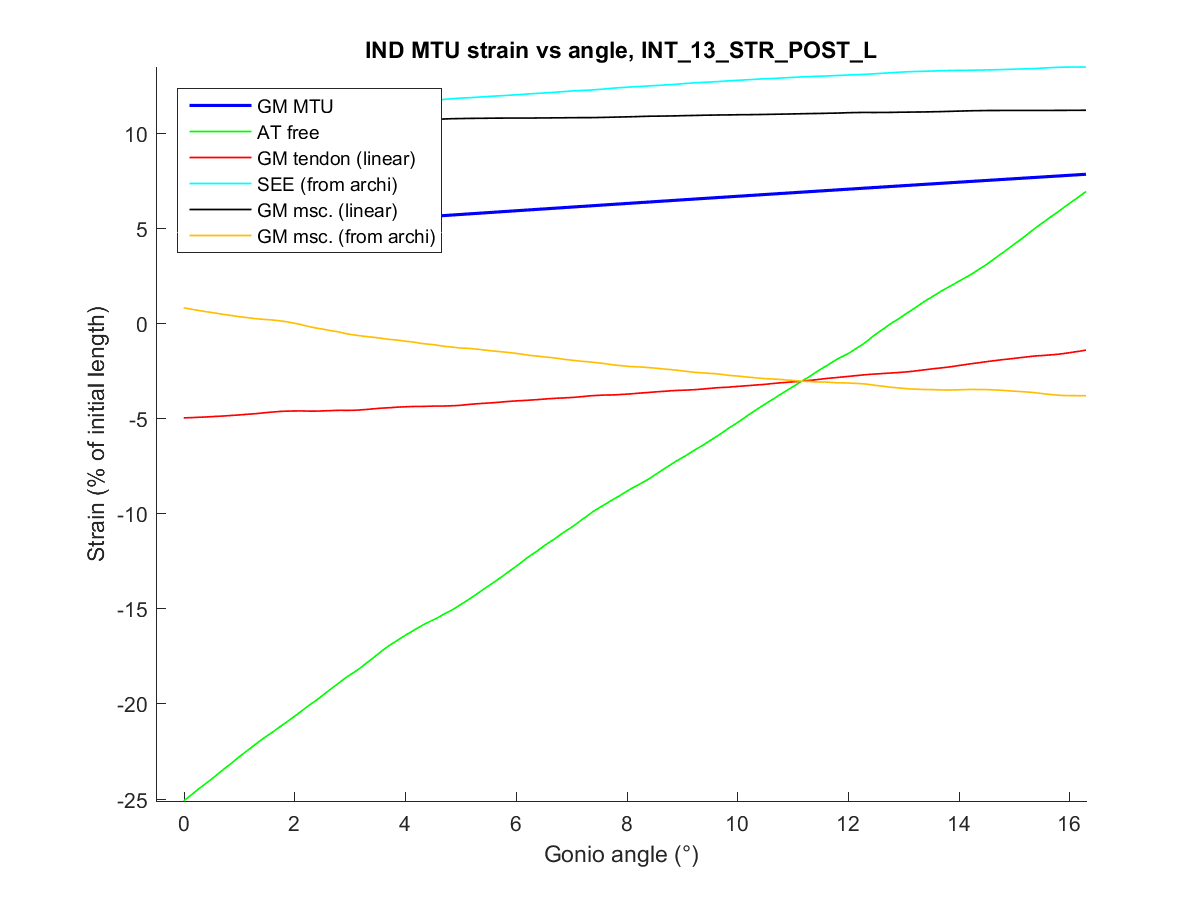 IND MTU strain vs angle, INT_13_STR_POST_L
GM MTU
AT free
GM tendon (linear)
SEE (from archi)
GM msc. (linear)
GM msc. (from archi)
Strain (% of initial length)
10
5
0
-5
-10
-15
-20
-25
0 2 4 6 8 10 12 14 16
Gonio angle (°)